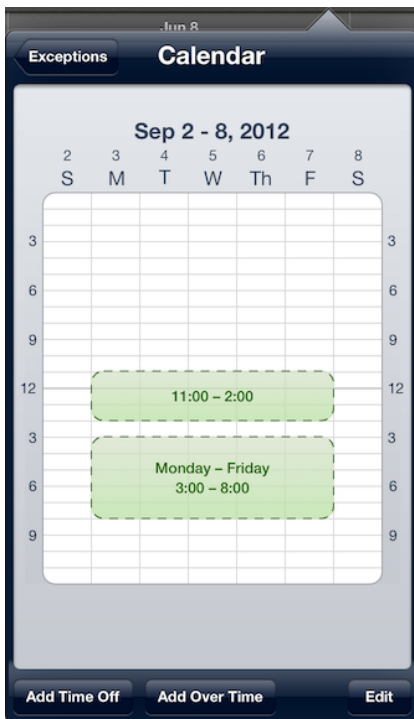 Jun 8
Exceptions
Calendar
Sep 2 - 8, 2012
2 3 4 5 6 7 8
S M T W Th F S
3 3
6 6
9 9
12 11:00 – 2:00 12
3 3
Monday – Friday
6 3:00 – 8:00 6
9 9
Add Time Off Add Over Time Edit